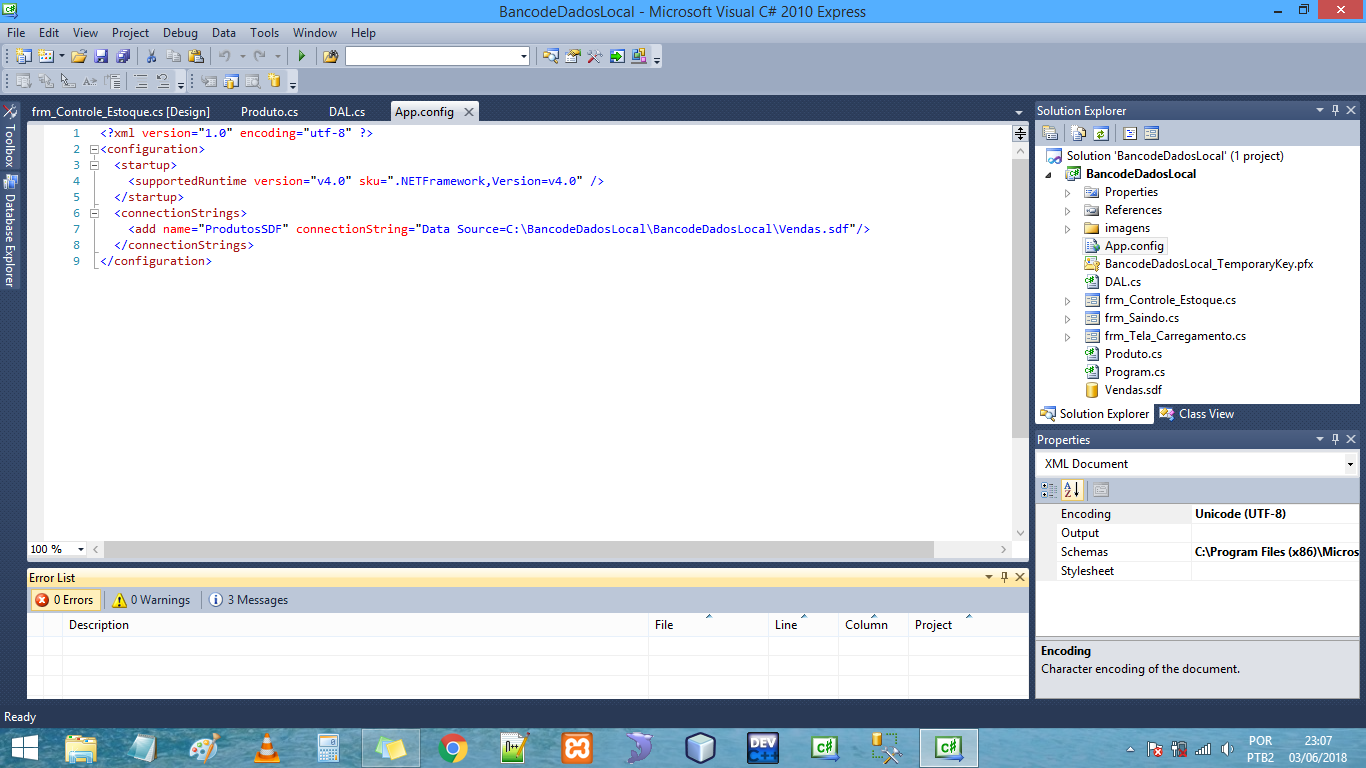 BancodeDadosLocal - Microsoft Visual C# 2010 Express
File Edit View Project Debug Data Tools Window Help
frm_Controle_Estoque.cs [Design] Produto.cs DAL.cs App.config
Toolbox
Database Explorer
1 <?xml version="1.0" encoding="utf-8" ?>
2 <configuration>
3 <startup>
4 <supportedRuntime version="v4.0" sku=".NETFramework,Version=v4.0" />
5 </startup>
6 <connectionStrings>
7 <add name="ProdutosSDF" connectionString="Data Source=C:\BancodeDadosLocal\BancodeDadosLocal\Vendas.sdf"/>
8 </connectionStrings>
9 </configuration>
100 %
Error List
0 Errors 0 Warnings 3 Messages
Description File Line Column Project
Solution Explorer
Solution 'BancodeDadosLocal' (1 project)
BancodeDadosLocal
Properties
References
imagens
App.config
BancodeDadosLocal_TemporaryKey.pfx
DAL.cs
frm_Controle_Estoque.cs
frm_Saindo.cs
frm_Tela_Carregamento.cs
Produto.cs
Program.cs
Vendas.sdf
Solution Explorer Class View
Properties
XML Document
Encoding Unicode (UTF-8)
Output
Schemas C:\Program Files (x86)\Micros
Stylesheet
Encoding
Character encoding of the document.
Ready
DEV C++
POR 23:07
PTB2 03/06/2018